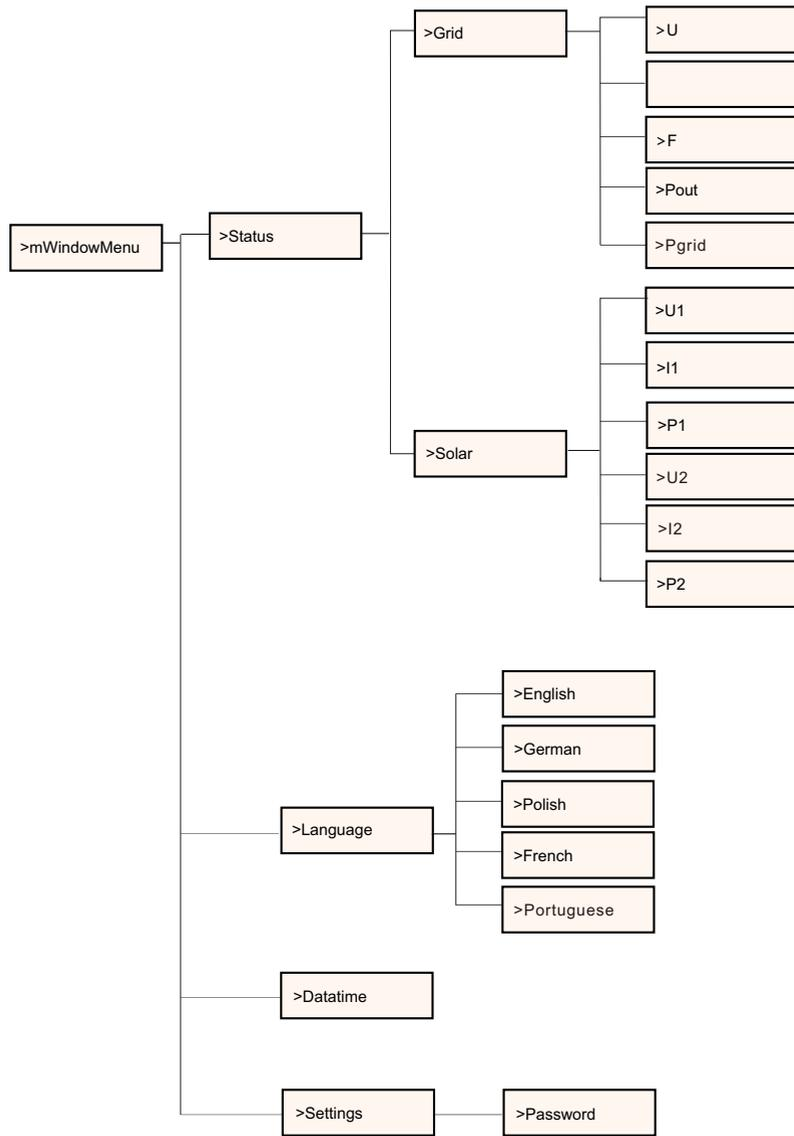 >mWindowMenu
>Status
>Grid
>U
>F
>Pout
>Pgrid
>Solar
>U1
>I1
>P1
>U2
>I2
>P2
>Language
>English
>German
>Polish
>French
>Portuguese
>Datatime
>Settings
>Password